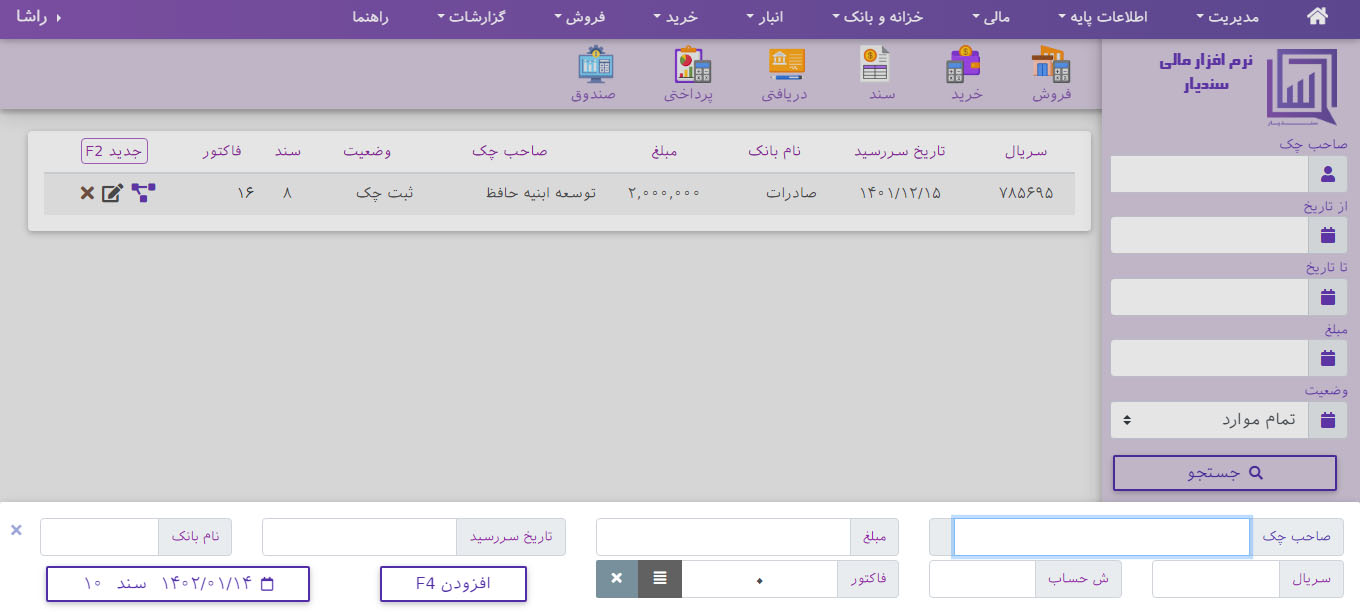 مدیریت اطلاعات پایه مالی خزانه و بانک انبار خرید فروش گزارشات راهنما راشا
نرم افزار مالی
سندیار
فروش خرید سند دریافتی پرداختی صندوق
صاحب چک
از تاریخ
تا تاریخ
مبلغ
وضعیت
تمام موارد
جستجو
سریال تاریخ سررسید نام بانک مبلغ صاحب چک وضعیت سند فاکتور جدید F2
۷۸۵۶۹۵ ۱۴۰۱/۱۲/۱۵ صادرات ۲,۰۰۰,۰۰۰ توسعه ابنیه حافظ ثبت چک ۸ ۱۶
صاحب چک مبلغ تاریخ سررسید نام بانک
سریال ش حساب فاکتور ۰ افزودن F4 ۱۴۰۲/۰۱/۱۴ سند ۱۰